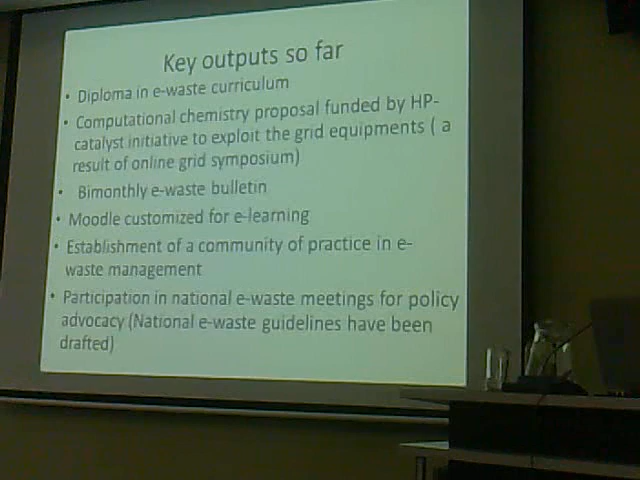 Key outputs so far
• Diploma in e-waste curriculum
• Computational chemistry proposal funded by HP-
catalyst initiative to exploit the grid equipments ( a
result of online grid symposium)
• Bimonthly e-waste bulletin
• Moodle customized for e-learning
• Establishment of a community of practice in e-
waste management
• Participation in national e-waste meetings for policy
advocacy (National e-waste guidelines have been
drafted)